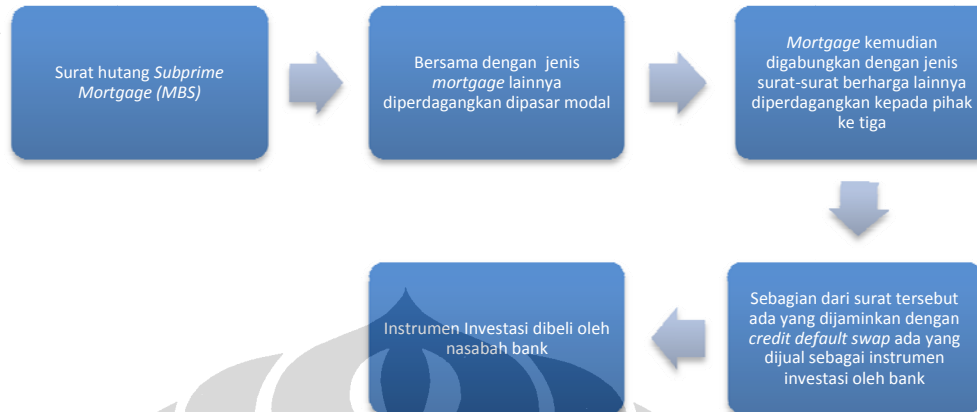 Surat hutang Subprime
Mortgage (MBS)
Bersama dengan jenis
mortgage lainnya
diperdagangkan dipasar modal
Mortgage kemudian
digabungkan dengan jenis
surat-surat berharga lainnya
diperdagangkan kepada pihak
ke tiga
Sebagian dari surat tersebut
ada yang dijaminkan dengan
credit default swap ada yang
dijual sebagai instrumen
investasi oleh bank
Instrumen Investasi dibeli oleh
nasabah bank